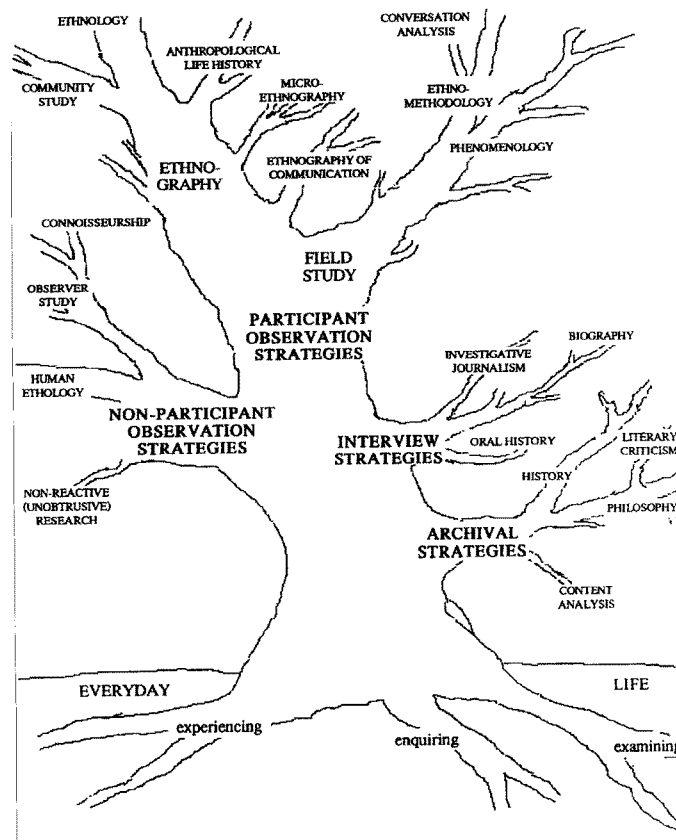 ETHNOLOGY
CONVERSATION
ANALYSIS
ANTHROPOLOGICAL
LIFE HISTORY
COMMUNITY
STUDY
MICRO-
ETHNOGRAPHY
ETHNO-
METHODOLOGY
ETHNO-
GRAPHY
ETHNOGRAPHY OF
COMMUNICATION
PHENOMENOLOGY
CONNOISSEURSHIP
FIELD
STUDY
OBSERVER
STUDY
PARTICIPANT
OBSERVATION
STRATEGIES
HUMAN
ETHOLOGY
INVESTIGATIVE
JOURNALISM
BIOGRAPHY
NON-PARTICIPANT
OBSERVATION
STRATEGIES
INTERVIEW
STRATEGIES
ORAL HISTORY
LITERARY
CRITICISM
HISTORY
NON-REACTIVE
(UNOBTRUSIVE)
RESEARCH
PHILOSOPHY
ARCHIVAL
STRATEGIES
CONTENT
ANALYSIS
EVERYDAY
LIFE
experiencing
enquiring
examining